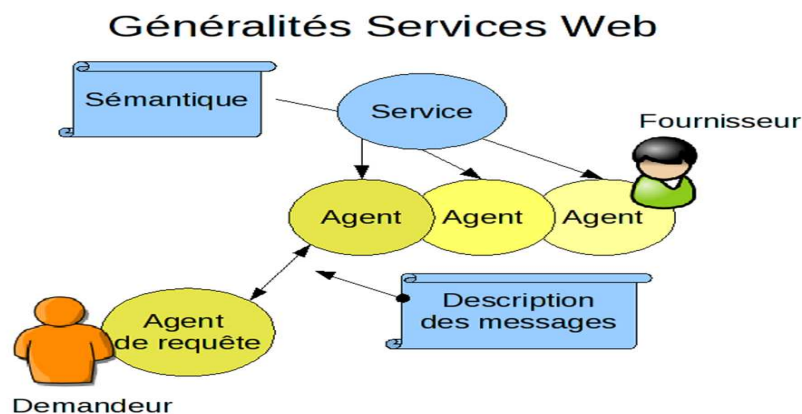 Généralités Services Web
Sémantique
Service
Fournisseur
Agent
Agent
Agent
Description
des messages
Agent
de requête
Demandeur